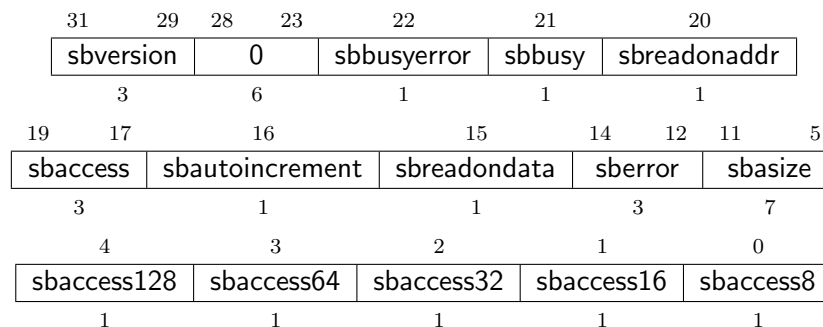 31 29 28 23 22 21 20
sbversion 0 sbbusyerror sbbusy sbreadonaddr
3 6 1 1 1
19 17 16 15 14 12 11 5
sbaccess sbautoincrement sbreadondata sberror sbasize
3 1 1 3 7
4 3 2 1 0
sbaccess128 sbaccess64 sbaccess32 sbaccess16 sbaccess8
1 1 1 1 1